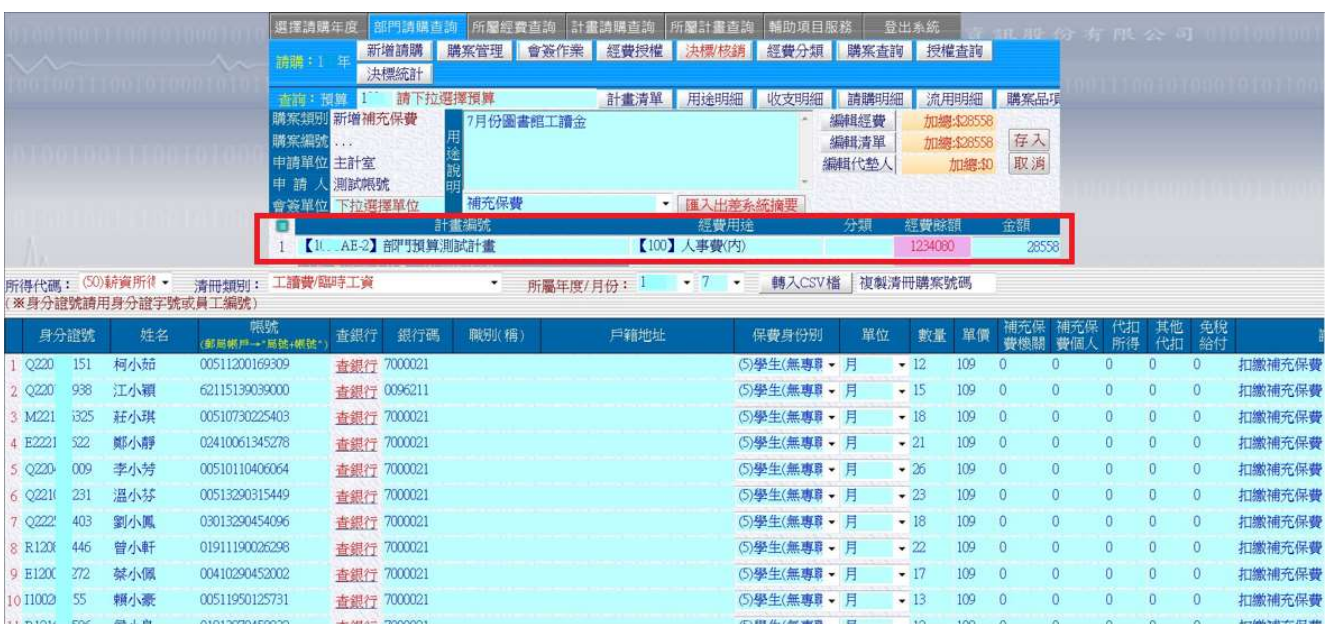 選擇請購年度 部門請購查詢 所屬經費查詢 計畫請購查詢 所屬計畫查詢 輔助項目服務 登出系統
資訊股份有限公司
請購：1 年 新增請購 購案管理 會簽作業 經費授權 決標/核銷 經費分類 購案查詢 授權查詢
決標統計
查詢：預算 1 請下拉選擇預算 計畫清單 用途明細 收支明細 請購明細 流用明細 購案品項
購案類別 新增補充保費 用途說明 7月份圖書館工讀金 編輯經費 加總:$28558
購案編號 ... 編輯清單 加總:$28558 存入
申請單位 主計室 編輯代墊人 加總:$0 取消
申請人 測試帳號
會簽單位 下拉選擇單位 補充保費 匯入出差系統摘要
計畫編號 經費用途 分類 經費餘額 金額
1 【10...AE-2】部門預算測試計畫 【100】人事費(內) 1234080 28558
所得代碼： (50)薪資所得 清冊類別： 工讀費/臨時工資 所屬年度/月份： 1 7 轉入CSV檔 複製清冊購案號碼
(※身分證號請用身分證字號或員工編號)
身分證號 姓名 帳號 查銀行 銀行碼 職別(稱) 戶籍地址 保費身份別 單位 數量 單價 補充保費機關 補充保費個人 代扣所得 其他代扣 免稅給付
(郵局帳戶→"局號+帳號")
1 Q220 151 柯小茹 00511200169309 查銀行 7000021 (5)學生(無專職 月 12 109 0 0 0 0 0 扣繳補充保費
2 Q220 938 江小穎 62115139039000 查銀行 0096211 (5)學生(無專職 月 15 109 0 0 0 0 0 扣繳補充保費
3 M221 5325 莊小琪 00510730225403 查銀行 7000021 (5)學生(無專職 月 18 109 0 0 0 0 0 扣繳補充保費
4 E2221 522 鄭小靜 02410061345278 查銀行 7000021 (5)學生(無專職 月 21 109 0 0 0 0 0 扣繳補充保費
5 Q220 009 李小芳 00510110406064 查銀行 7000021 (5)學生(無專職 月 26 109 0 0 0 0 0 扣繳補充保費
6 Q2210 231 溫小芬 00513290315449 查銀行 7000021 (5)學生(無專職 月 23 109 0 0 0 0 0 扣繳補充保費
7 Q2225 403 劉小鳳 03013290454096 查銀行 7000021 (5)學生(無專職 月 18 109 0 0 0 0 0 扣繳補充保費
8 R1208 446 曾小軒 01911190026298 查銀行 7000021 (5)學生(無專職 月 22 109 0 0 0 0 0 扣繳補充保費
9 E1200 272 蔡小佩 00410290452002 查銀行 7000021 (5)學生(無專職 月 17 109 0 0 0 0 0 扣繳補充保費
10 I1002 55 賴小豪 00511950125731 查銀行 7000021 (5)學生(無專職 月 13 109 0 0 0 0 0 扣繳補充保費